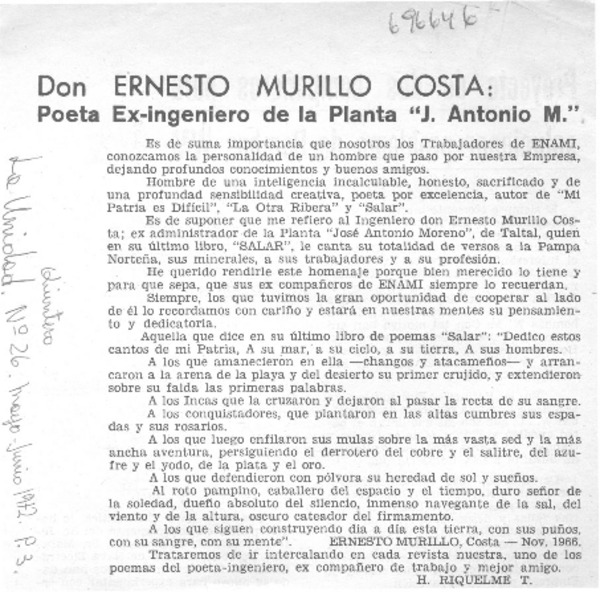 696646
Don ERNESTO MURILLO COSTA:
Poeta Ex-ingeniero de la Planta “J. Antonio M.”
Es de suma importancia que nosotros los Trabajadores de ENAMI,
conozcamos la personalidad de un hombre que paso por nuestra Empresa,
dejando profundos conocimientos y buenos amigos.
Hombre de una inteligencia incalculable, honesto, sacrificado y de
una profundad sensibilidad creativa, poeta por excelencia, autor de “Mi
Patria es Difícil”, “La Otra Ribera” y “Salar”.
Es de suponer que me refiero al Ingeniero don Ernesto Murillo Cos-
ta; ex administrador de la Planta “José Antonio Moreno”, de Taltal, quien
en su último libro, “SALAR”, le canta su totalidad de versos a la Pampa
Norteña, sus minerales, a sus trabajadores y a su profesión.
He querido rendirle este homenaje porque bien merecido lo tiene y
para que sepa, que sus ex compañeros de ENAMI siempre lo recuerdan.
Siempre, los que tuvimos la gran oportunidad de cooperar al lado
de él lo recordamos con cariño y estará en nuestras mentes su pensamien-
to y dedicatoria.
Aquella que dice en su último libro de poemas “Salar”: “Dedico estos
cantos de mi Patria, A su mar, a su cielo, a su tierra, A sus hombres.
A los que amanecieron en ella —changos y atacameños— y arran-
caron a la arena de la playa y del desierto su primer crujido, y extendieron
sobre su falda las primeras palabras.
A los Incas que la cruzaron y dejaron al pasar la recta de su sangre.
A los conquistadores, que plantaron en las altas cumbres sus espa-
das y sus rosarios.
A los que luego enfilaron sus mulas sobre la más vasta sed y la más
ancha aventura, persiguiendo el derrotero del cobre y el salitre, del azu-
fre y el yodo, de la plata y el oro.
A los que defendieron con pólvora su heredad de sol y sueños.
Al roto pampino, caballero del espacio y el tiempo, duro señor de
la soledad, dueño absoluto del silencio, inmenso navegante de la sal, del
viento y de la altura, oscuro cateador del firmamento.
A los que siguen construyendo día a día esta tierra, con sus puños,
con su sangre, con su mente”. ERNESTO MURILLO, Costa — Nov. 1966.
Trataremos de ir intercalando en cada revista nuestra, uno de los
poemas del poeta-ingeniero, ex compañero de trabajo y mejor amigo.
H. RIQUELME T.
La Unidad. Nº 26. mayo-junio 1972. P. 3.
Quintero